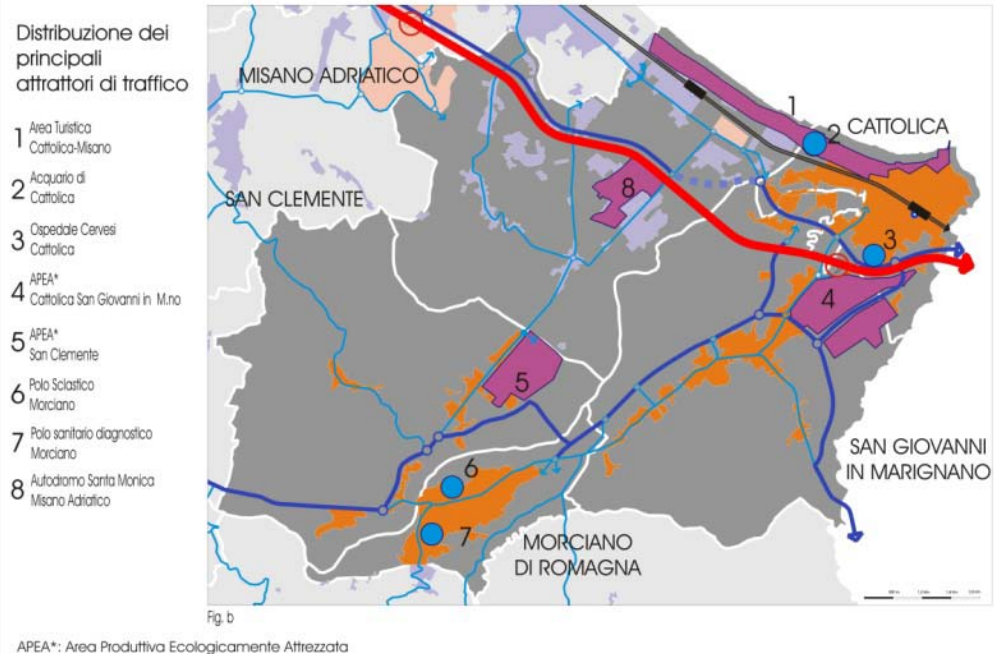 Distribuzione dei
principali
attrattori di traffico
1 Area Turistica
Cattolica-Misano
2 Acquario di
Cattolica
3 Ospedale Cervesi
Cattolica
4 APEA*
Cattolica San Giovanni in M.no
5 APEA*
San Clemente
6 Polo Sclastico
Morciano
7 Polo sanitario diagnostico
Morciano
8 Autodromo Santa Monica
Misano Adriatico
MISANO ADRIATICO
1
2
CATTOLICA
8
SAN CLEMENTE
3
4
5
SAN GIOVANNI
IN MARIGNANO
6
7
MORCIANO
DI ROMAGNA
Fig. b
APEA*: Area Produttiva Ecologicamente Attrezzata